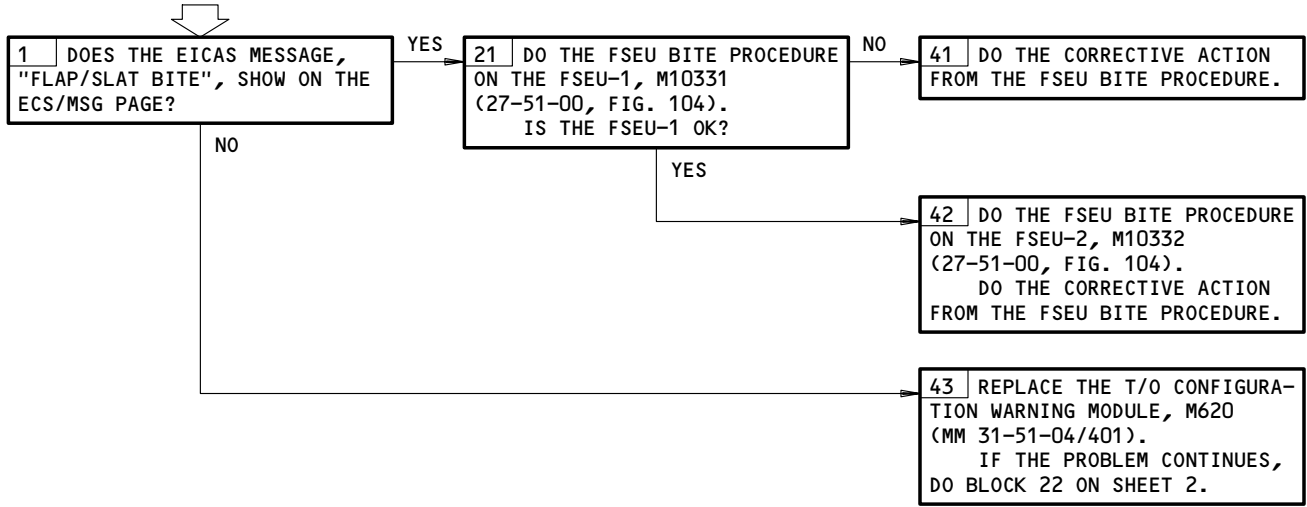 1 DOES THE EICAS MESSAGE,
"FLAP/SLAT BITE", SHOW ON THE
ECS/MSG PAGE?
YES
NO
21 DO THE FSEU BITE PROCEDURE
ON THE FSEU-1, M10331
(27-51-00, FIG. 104).
IS THE FSEU-1 OK?
NO
YES
41 DO THE CORRECTIVE ACTION
FROM THE FSEU BITE PROCEDURE.
42 DO THE FSEU BITE PROCEDURE
ON THE FSEU-2, M10332
(27-51-00, FIG. 104).
DO THE CORRECTIVE ACTION
FROM THE FSEU BITE PROCEDURE.
43 REPLACE THE T/O CONFIGURA-
TION WARNING MODULE, M620
(MM 31-51-04/401).
IF THE PROBLEM CONTINUES,
DO BLOCK 22 ON SHEET 2.